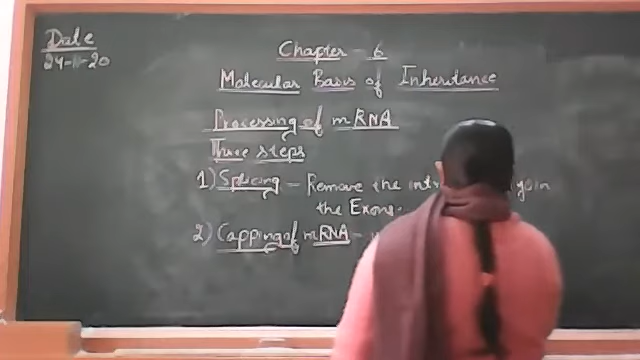 Date
24-11-20
Chapter - 6
Molecular Basis of Inheritance
Processing of mRNA
Three steps
1) Splicing - Remove the int join
the Exons.
2) Capping of mRNA -